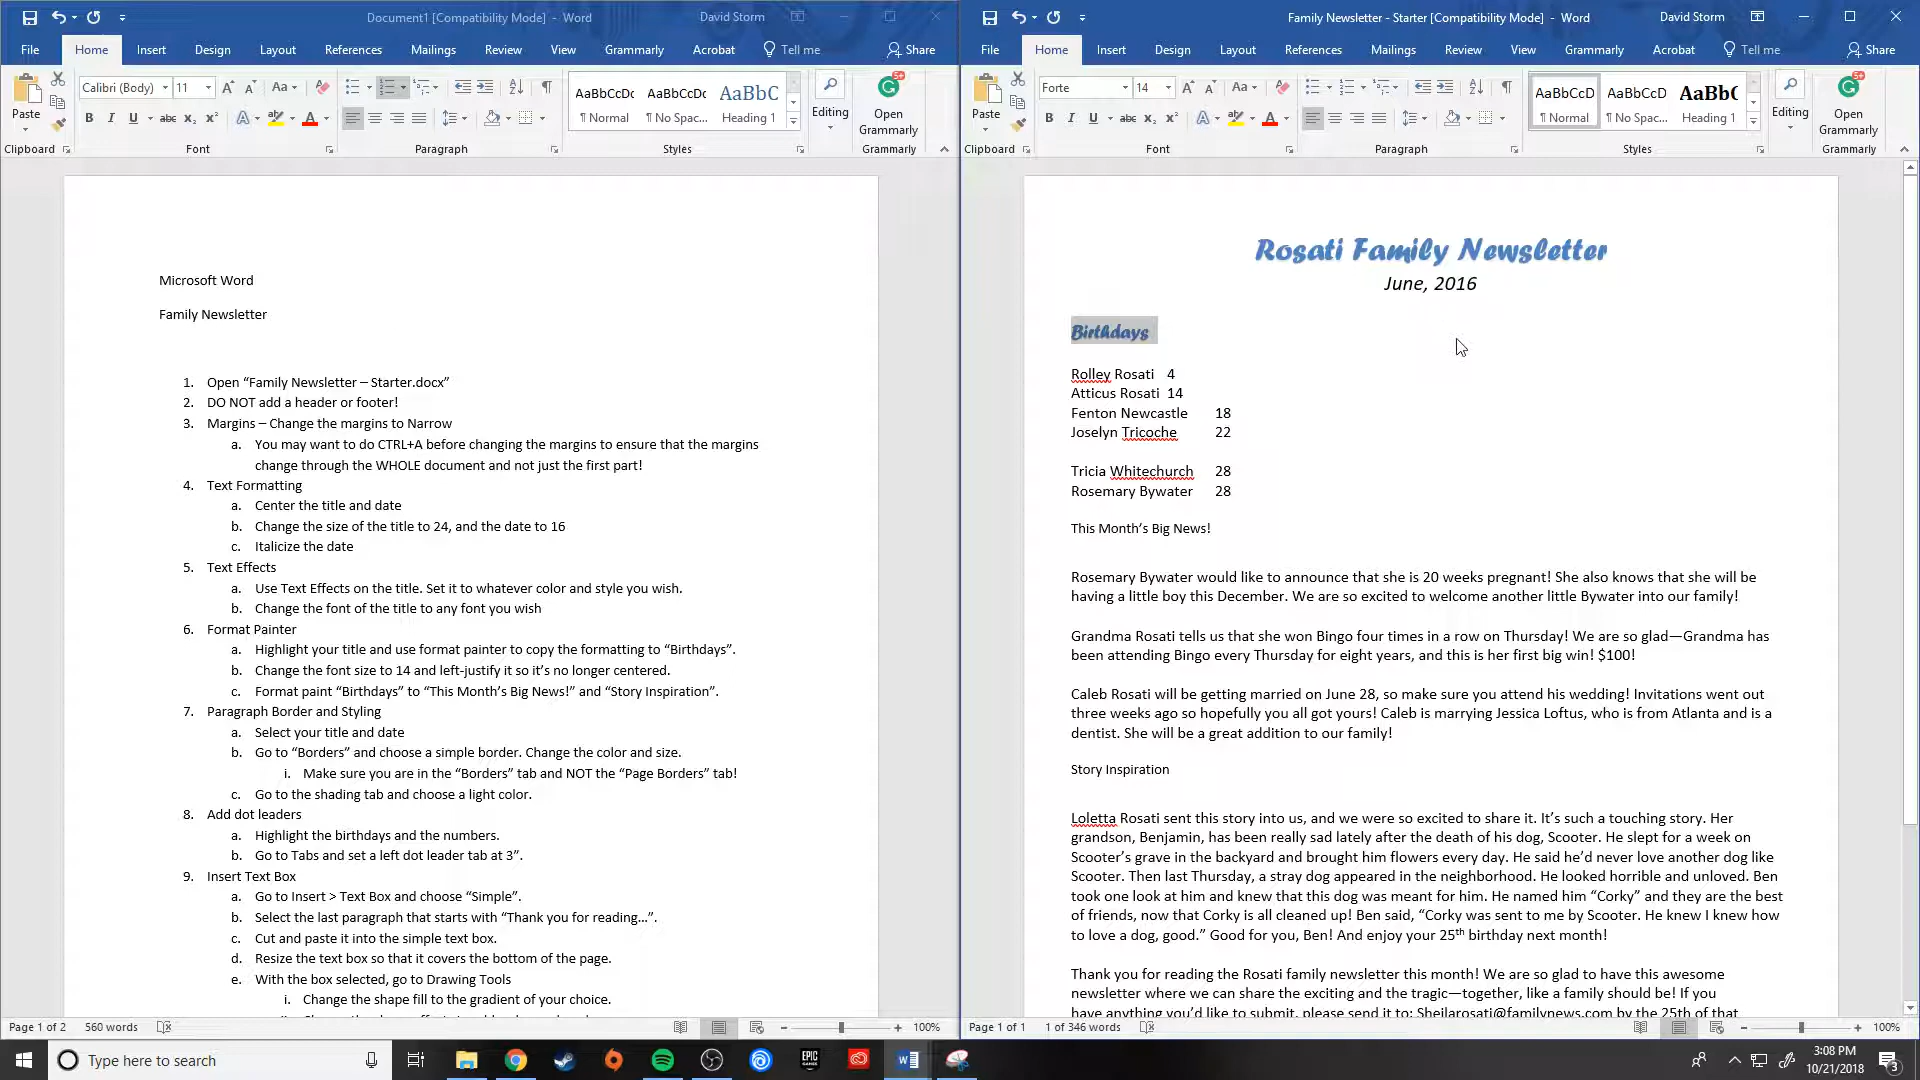 Document1 [Compatibility Mode] - Word
David Storm
File Home Insert Design Layout References Mailings Review View Grammarly Acrobat Tell me Share
Calibri (Body) 11
Aa
Paste
B I U abc x₂ x²
AaBbCcDc AaBbCcDc AaBbC
¶ Normal ¶ No Spac... Heading 1
Editing
Open
Grammarly
Clipboard Font Paragraph Styles Grammarly
Microsoft Word
Family Newsletter
1. Open “Family Newsletter – Starter.docx”
2. DO NOT add a header or footer!
3. Margins – Change the margins to Narrow
a. You may want to do CTRL+A before changing the margins to ensure that the margins
change through the WHOLE document and not just the first part!
4. Text Formatting
a. Center the title and date
b. Change the size of the title to 24, and the date to 16
c. Italicize the date
5. Text Effects
a. Use Text Effects on the title. Set it to whatever color and style you wish.
b. Change the font of the title to any font you wish
6. Format Painter
a. Highlight your title and use format painter to copy the formatting to “Birthdays”.
b. Change the font size to 14 and left-justify it so it’s no longer centered.
c. Format paint “Birthdays” to “This Month’s Big News!” and “Story Inspiration”.
7. Paragraph Border and Styling
a. Select your title and date
b. Go to “Borders” and choose a simple border. Change the color and size.
i. Make sure you are in the “Borders” tab and NOT the “Page Borders” tab!
c. Go to the shading tab and choose a light color.
8. Add dot leaders
a. Highlight the birthdays and the numbers.
b. Go to Tabs and set a left dot leader tab at 3”.
9. Insert Text Box
a. Go to Insert > Text Box and choose “Simple”.
b. Select the last paragraph that starts with “Thank you for reading…”.
c. Cut and paste it into the simple text box.
d. Resize the text box so that it covers the bottom of the page.
e. With the box selected, go to Drawing Tools
i. Change the shape fill to the gradient of your choice.
Page 1 of 2 560 words 100%
Family Newsletter - Starter [Compatibility Mode] - Word
David Storm
File Home Insert Design Layout References Mailings Review View Grammarly Acrobat Tell me Share
Forte 14
Aa
Paste
B I U abc x₂ x²
AaBbCcD AaBbCcD AaBbC
¶ Normal ¶ No Spac... Heading 1
Editing
Open
Grammarly
Clipboard Font Paragraph Styles Grammarly
Rosati Family Newsletter
June, 2016
Birthdays
Rolley Rosati 4
Atticus Rosati 14
Fenton Newcastle 18
Joselyn Tricoche 22
Tricia Whitechurch 28
Rosemary Bywater 28
This Month’s Big News!
Rosemary Bywater would like to announce that she is 20 weeks pregnant! She also knows that she will be
having a little boy this December. We are so excited to welcome another little Bywater into our family!
Grandma Rosati tells us that she won Bingo four times in a row on Thursday! We are so glad—Grandma has
been attending Bingo every Thursday for eight years, and this is her first big win! $100!
Caleb Rosati will be getting married on June 28, so make sure you attend his wedding! Invitations went out
three weeks ago so hopefully you all got yours! Caleb is marrying Jessica Loftus, who is from Atlanta and is a
dentist. She will be a great addition to our family!
Story Inspiration
Loletta Rosati sent this story into us, and we were so excited to share it. It’s such a touching story. Her
grandson, Benjamin, has been really sad lately after the death of his dog, Scooter. He slept for a week on
Scooter’s grave in the backyard and brought him flowers every day. He said he’d never love another dog like
Scooter. Then last Thursday, a stray dog appeared in the neighborhood. He looked horrible and unloved. Ben
took one look at him and knew that this dog was meant for him. He named him “Corky” and they are the best
of friends, now that Corky is all cleaned up! Ben said, “Corky was sent to me by Scooter. He knew I knew how
to love a dog, good.” Good for you, Ben! And enjoy your 25th birthday next month!
Thank you for reading the Rosati family newsletter this month! We are so glad to have this awesome
newsletter where we can share the exciting and the tragic—together, like a family should be! If you
have anything you’d like to submit, please send it to: Sheilarosati@familynews.com by the 25th of that
Page 1 of 1 1 of 346 words 100%
Type here to search
EPIC
GAMES
3:08 PM
10/21/2018
3